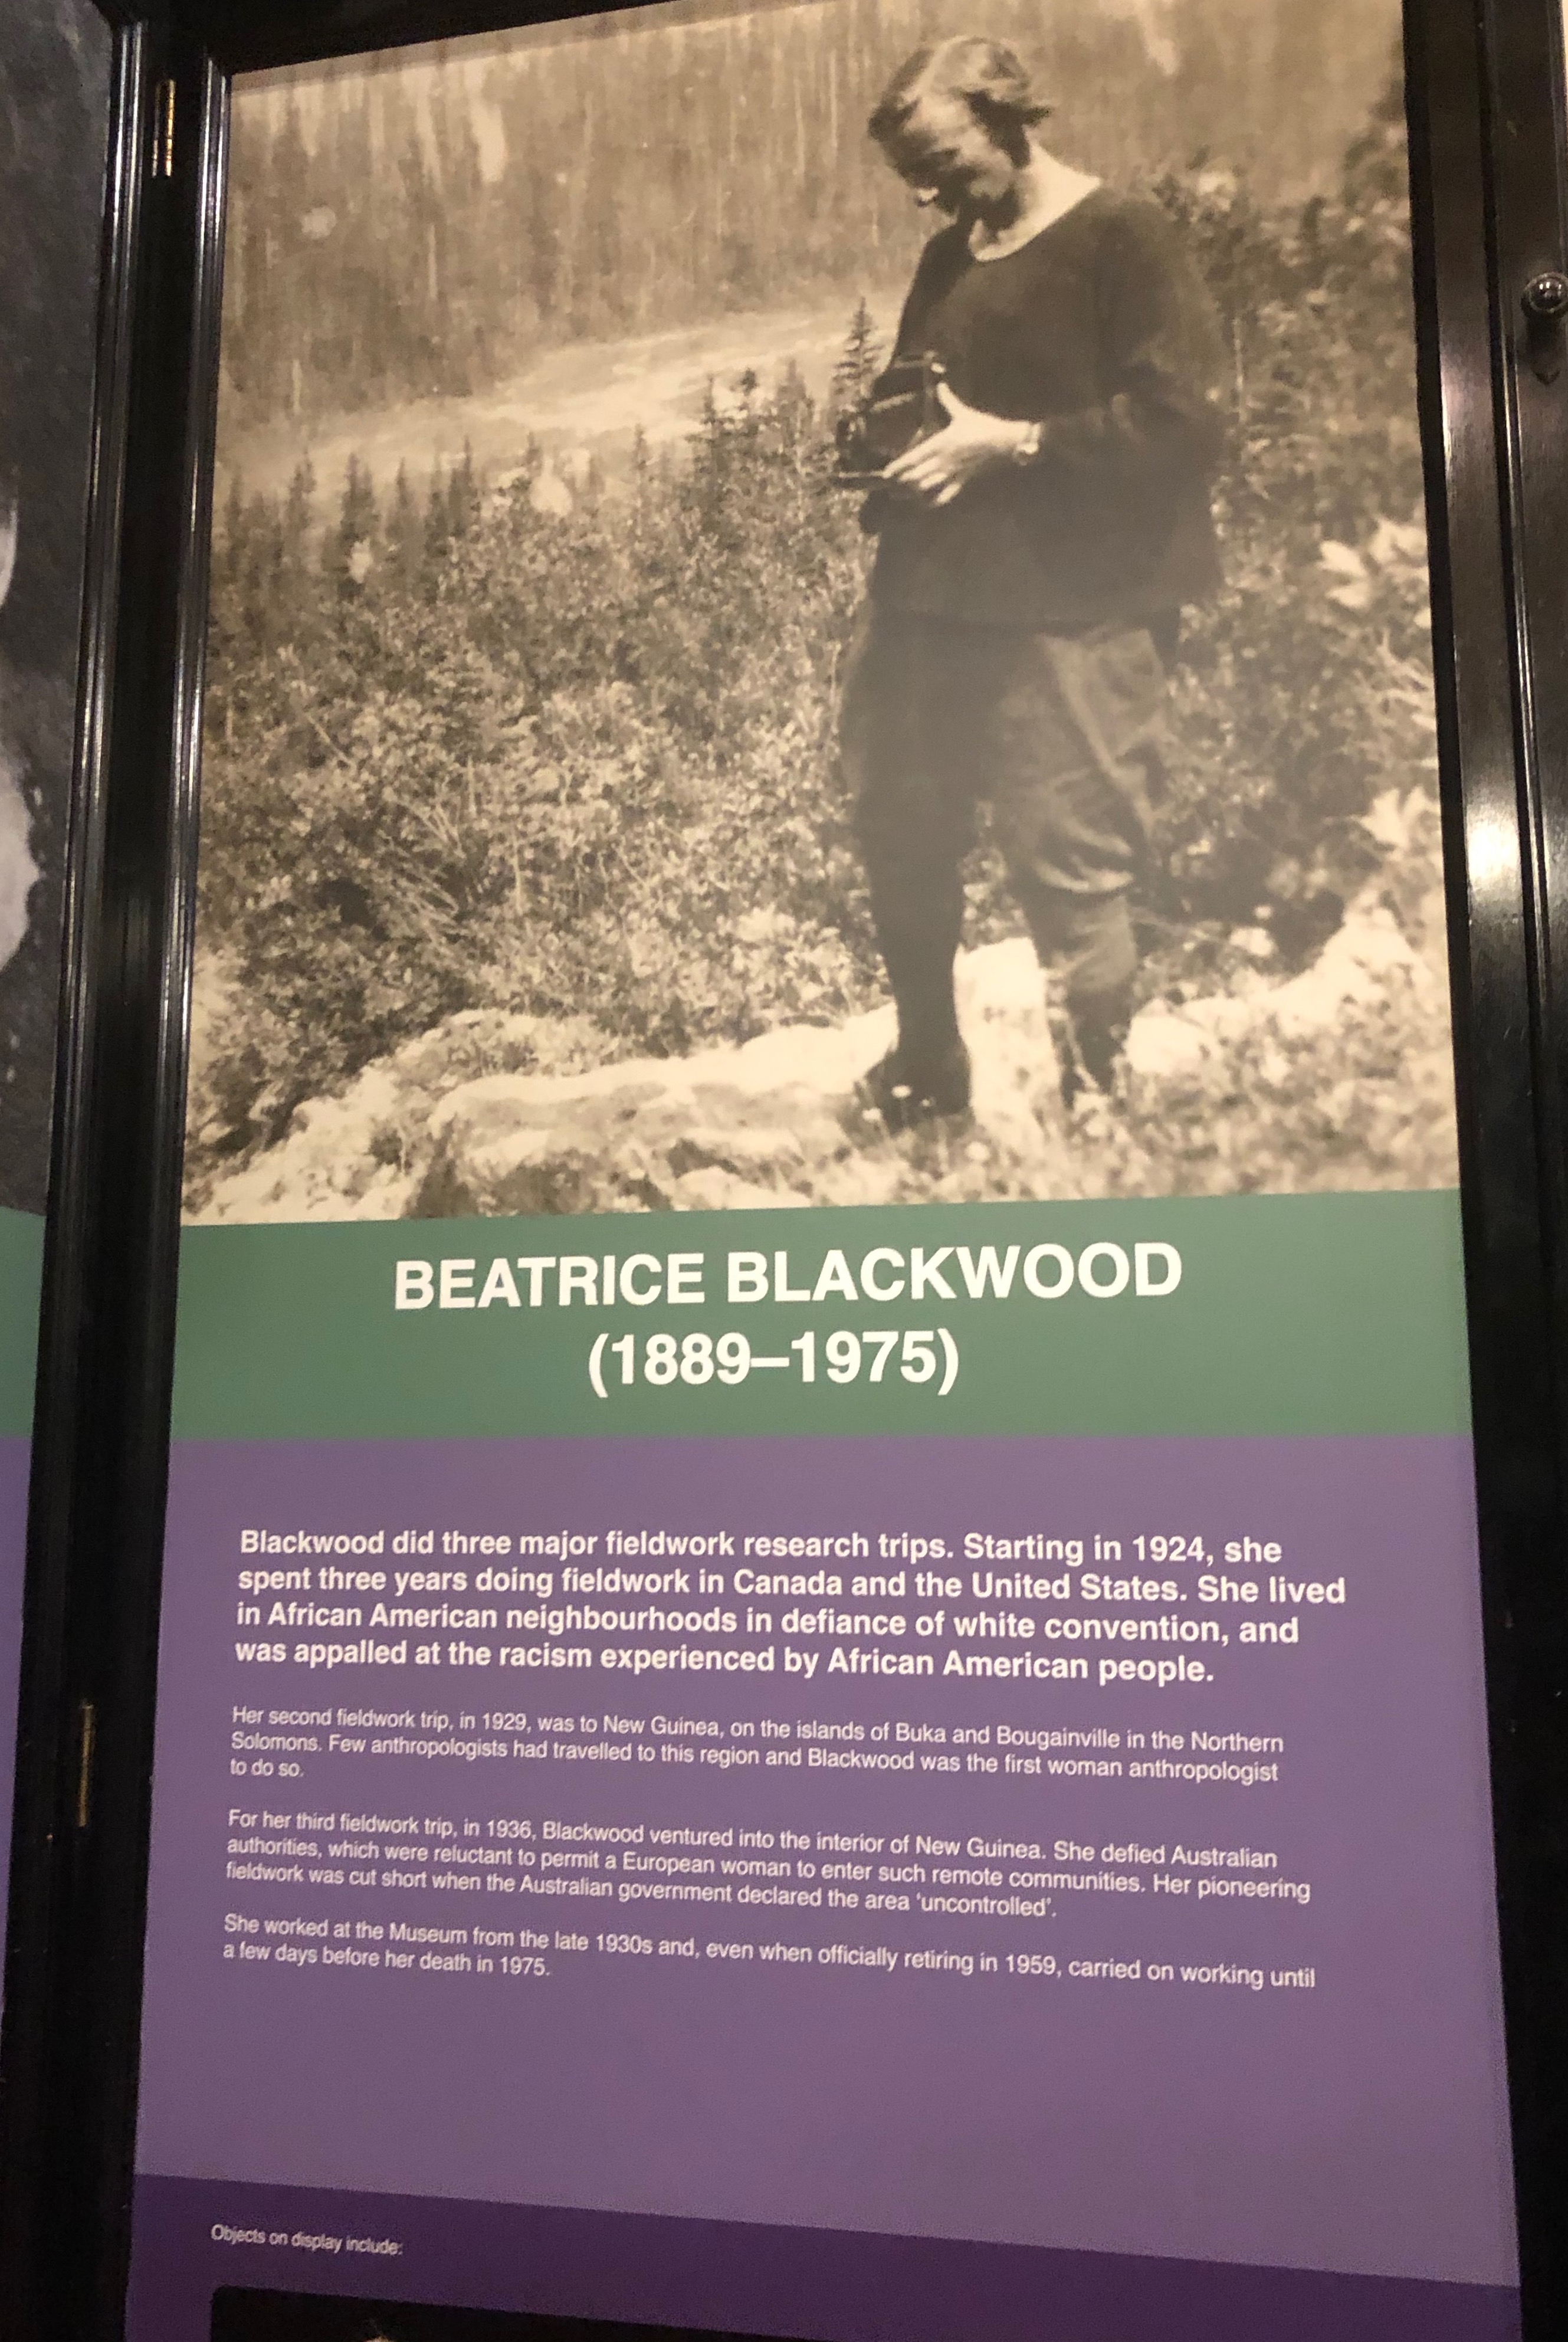 BEATRICE BLACKWOOD
(1889–1975)
Blackwood did three major fieldwork research trips. Starting in 1924, she
spent three years doing fieldwork in Canada and the United States. She lived
in African American neighbourhoods in defiance of white convention, and
was appalled at the racism experienced by African American people.
Her second fieldwork trip, in 1929, was to New Guinea, on the islands of Buka and Bougainville in the Northern
Solomons. Few anthropologists had travelled to this region and Blackwood was the first woman anthropologist
to do so.
For her third fieldwork trip, in 1936, Blackwood ventured into the interior of New Guinea. She defied Australian
authorities, which were reluctant to permit a European woman to enter such remote communities. Her pioneering
fieldwork was cut short when the Australian government declared the area ‘uncontrolled’.
She worked at the Museum from the late 1930s and, even when officially retiring in 1959, carried on working until
a few days before her death in 1975.
Objects on display include: